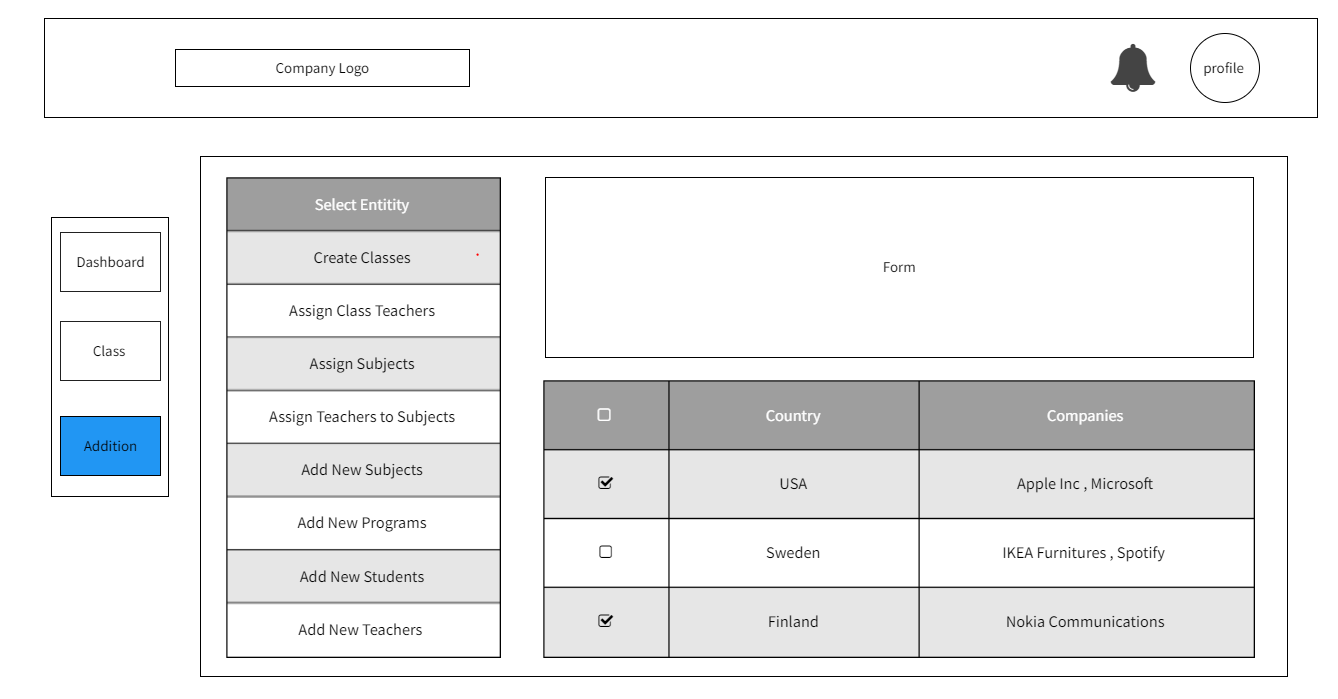 Company Logo
profile
Dashboard
Class
Addition
Select Entitity
Create Classes
Assign Class Teachers
Assign Subjects
Assign Teachers to Subjects
Add New Subjects
Add New Programs
Add New Students
Add New Teachers
Form
Country Companies
USA Apple Inc , Microsoft
Sweden IKEA Furnitures , Spotify
Finland Nokia Communications